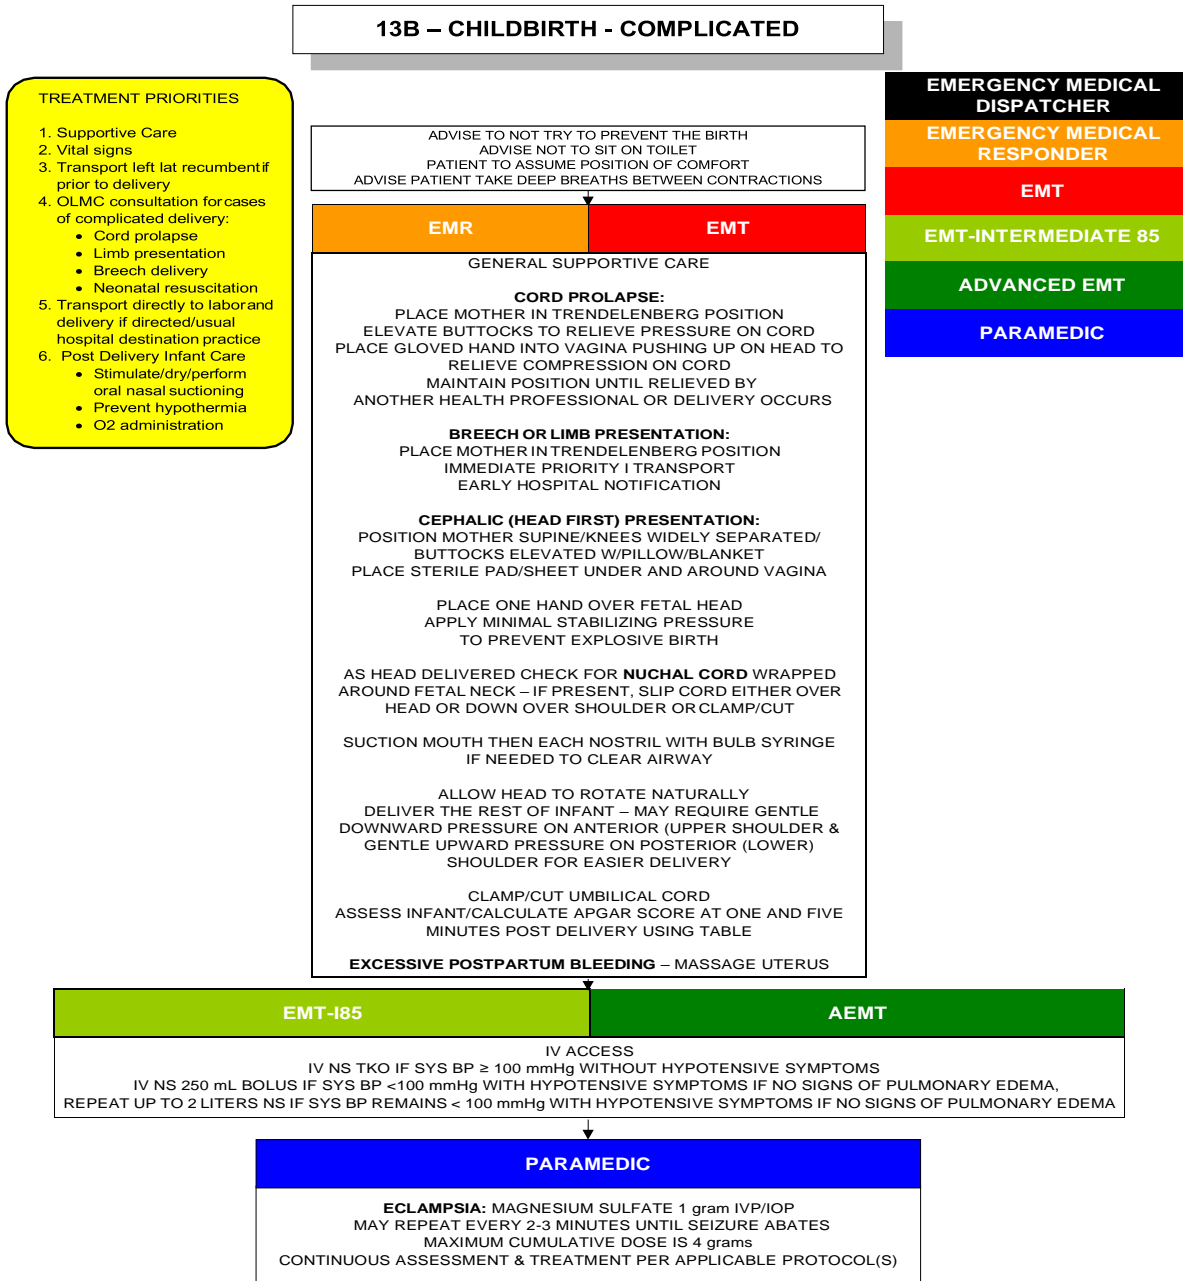 13B – CHILDBIRTH - COMPLICATED
TREATMENT PRIORITIES
1. Supportive Care
2. Vital signs
3. Transport left lat recumbent if
prior to delivery
4. OLMC consultation for cases
of complicated delivery:
• Cord prolapse
• Limb presentation
• Breech delivery
• Neonatal resuscitation
5. Transport directly to labor and
delivery if directed/usual
hospital destination practice
6. Post Delivery Infant Care
• Stimulate/dry/perform
oral nasal suctioning
• Prevent hypothermia
• O2 administration
EMERGENCY MEDICAL
DISPATCHER
EMERGENCY MEDICAL
RESPONDER
EMT
EMT-INTERMEDIATE 85
ADVANCED EMT
PARAMEDIC
ADVISE TO NOT TRY TO PREVENT THE BIRTH
ADVISE NOT TO SIT ON TOILET
PATIENT TO ASSUME POSITION OF COMFORT
ADVISE PATIENT TAKE DEEP BREATHS BETWEEN CONTRACTIONS
EMR
EMT
GENERAL SUPPORTIVE CARE
CORD PROLAPSE:
PLACE MOTHER IN TRENDELENBERG POSITION
ELEVATE BUTTOCKS TO RELIEVE PRESSURE ON CORD
PLACE GLOVED HAND INTO VAGINA PUSHING UP ON HEAD TO
RELIEVE COMPRESSION ON CORD
MAINTAIN POSITION UNTIL RELIEVED BY
ANOTHER HEALTH PROFESSIONAL OR DELIVERY OCCURS
BREECH OR LIMB PRESENTATION:
PLACE MOTHER IN TRENDELENBERG POSITION
IMMEDIATE PRIORITY I TRANSPORT
EARLY HOSPITAL NOTIFICATION
CEPHALIC (HEAD FIRST) PRESENTATION:
POSITION MOTHER SUPINE/KNEES WIDELY SEPARATED/
BUTTOCKS ELEVATED W/PILLOW/BLANKET
PLACE STERILE PAD/SHEET UNDER AND AROUND VAGINA
PLACE ONE HAND OVER FETAL HEAD
APPLY MINIMAL STABILIZING PRESSURE
TO PREVENT EXPLOSIVE BIRTH
AS HEAD DELIVERED CHECK FOR NUCHAL CORD WRAPPED
AROUND FETAL NECK – IF PRESENT, SLIP CORD EITHER OVER
HEAD OR DOWN OVER SHOULDER OR CLAMP/CUT
SUCTION MOUTH THEN EACH NOSTRIL WITH BULB SYRINGE
IF NEEDED TO CLEAR AIRWAY
ALLOW HEAD TO ROTATE NATURALLY
DELIVER THE REST OF INFANT – MAY REQUIRE GENTLE
DOWNWARD PRESSURE ON ANTERIOR (UPPER SHOULDER &
GENTLE UPWARD PRESSURE ON POSTERIOR (LOWER)
SHOULDER FOR EASIER DELIVERY
CLAMP/CUT UMBILICAL CORD
ASSESS INFANT/CALCULATE APGAR SCORE AT ONE AND FIVE
MINUTES POST DELIVERY USING TABLE
EXCESSIVE POSTPARTUM BLEEDING – MASSAGE UTERUS
EMT-I85
AEMT
IV ACCESS
IV NS TKO IF SYS BP ≥ 100 mmHg WITHOUT HYPOTENSIVE SYMPTOMS
IV NS 250 mL BOLUS IF SYS BP <100 mmHg WITH HYPOTENSIVE SYMPTOMS IF NO SIGNS OF PULMONARY EDEMA,
REPEAT UP TO 2 LITERS NS IF SYS BP REMAINS < 100 mmHg WITH HYPOTENSIVE SYMPTOMS IF NO SIGNS OF PULMONARY EDEMA
PARAMEDIC
ECLAMPSIA: MAGNESIUM SULFATE 1 gram IVP/IOP
MAY REPEAT EVERY 2-3 MINUTES UNTIL SEIZURE ABATES
MAXIMUM CUMULATIVE DOSE IS 4 grams
CONTINUOUS ASSESSMENT & TREATMENT PER APPLICABLE PROTOCOL(S)